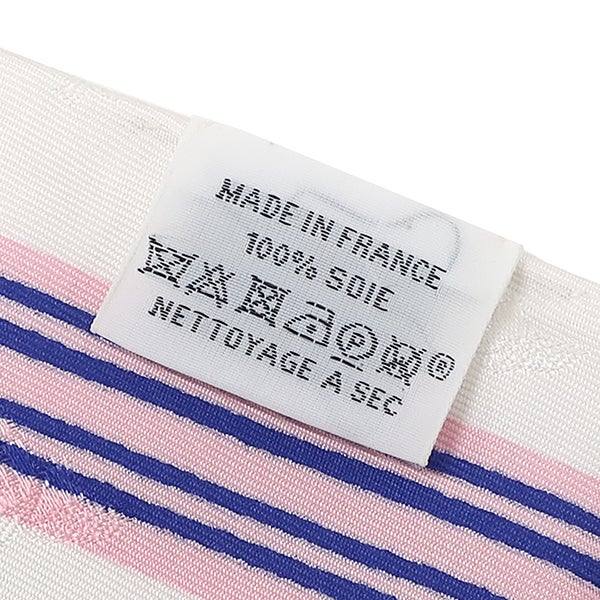 MADE IN FRANCE
100% SOIE
P ®
NETTOYAGE A SEC